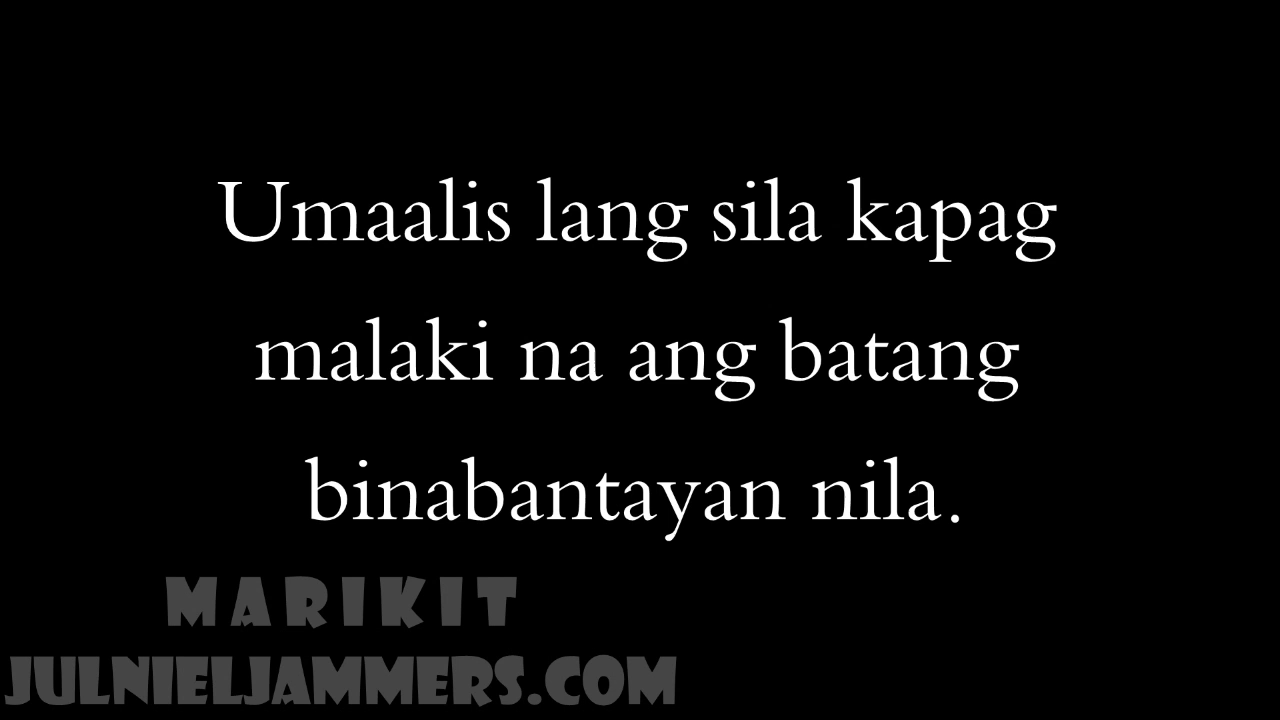 Umaalis lang sila kapag
malaki na ang batang
binabantayan nila.
MARIKIT
JULNIELJAMMERS.COM